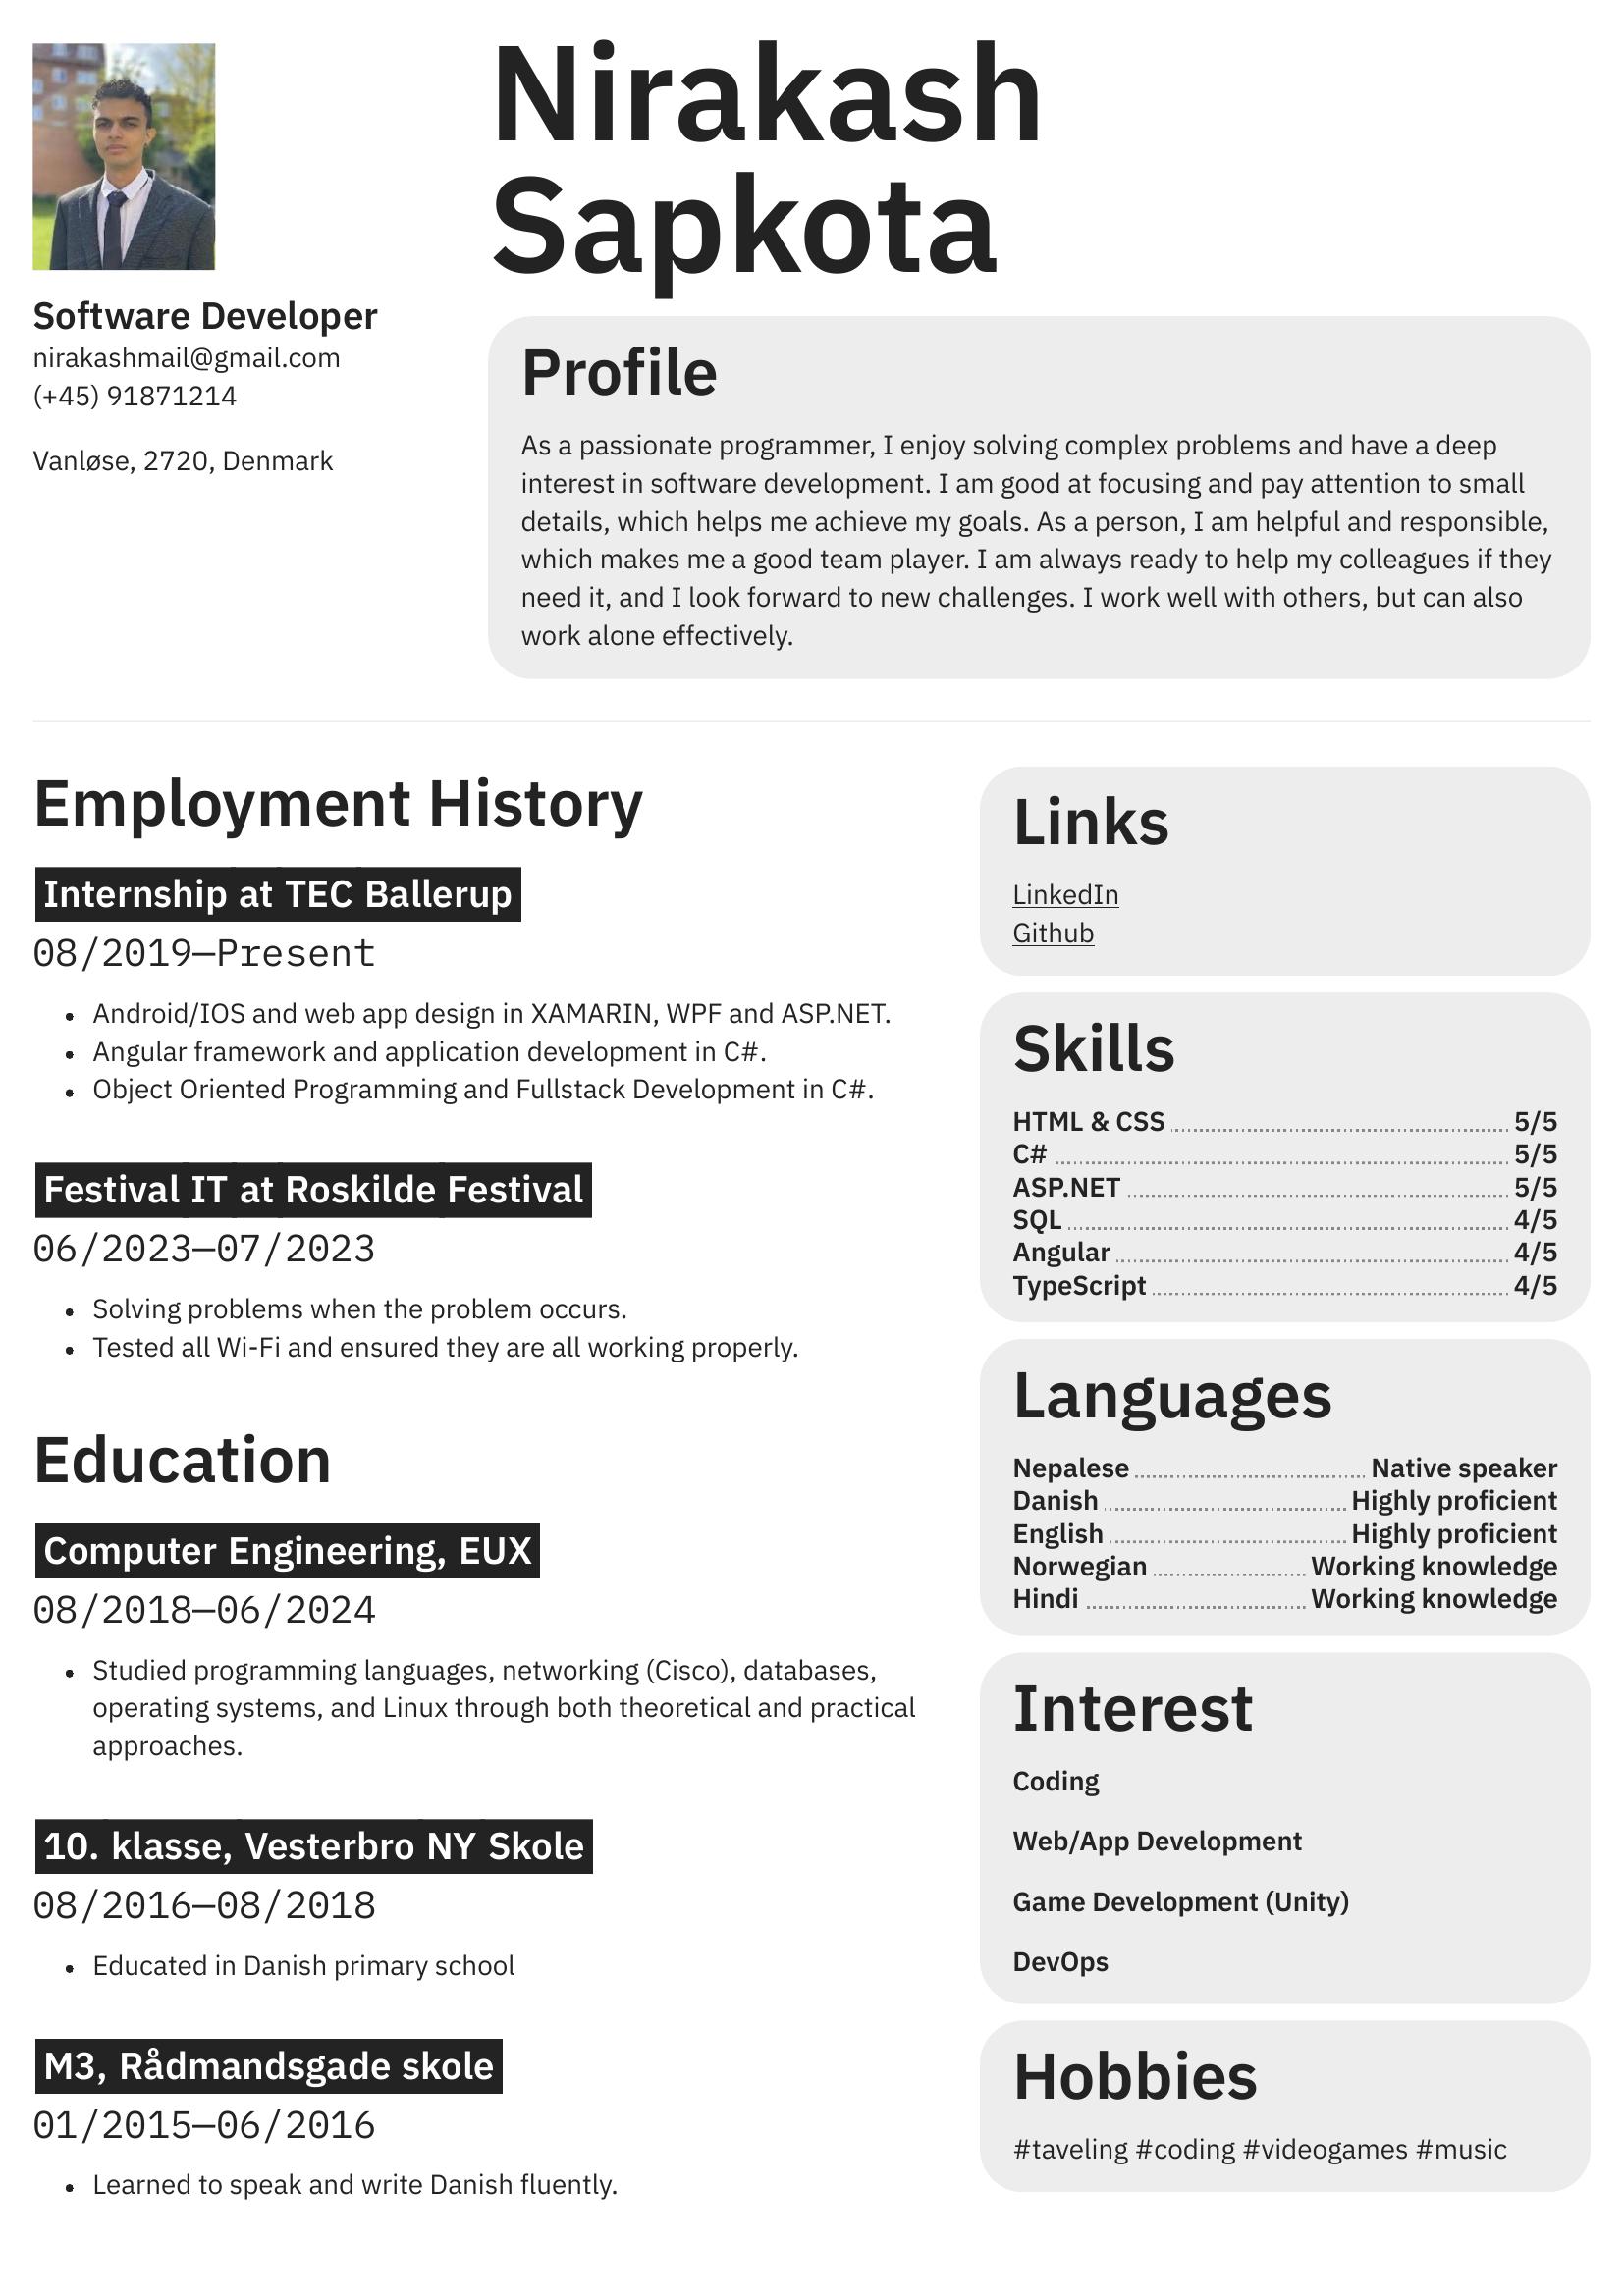 Nirakash
Sapkota
Software Developer
nirakashmail@gmail.com
(+45) 91871214
Vanløse, 2720, Denmark
Profile
As a passionate programmer, I enjoy solving complex problems and have a deep
interest in software development. I am good at focusing and pay attention to small
details, which helps me achieve my goals. As a person, I am helpful and responsible,
which makes me a good team player. I am always ready to help my colleagues if they
need it, and I look forward to new challenges. I work well with others, but can also
work alone effectively.
Employment History
Internship at TEC Ballerup
08/2019–Present
• Android/IOS and web app design in XAMARIN, WPF and ASP.NET.
• Angular framework and application development in C#.
• Object Oriented Programming and Fullstack Development in C#.
Festival IT at Roskilde Festival
06/2023–07/2023
• Solving problems when the problem occurs.
• Tested all Wi-Fi and ensured they are all working properly.
Education
Computer Engineering, EUX
08/2018–06/2024
• Studied programming languages, networking (Cisco), databases,
operating systems, and Linux through both theoretical and practical
approaches.
10. klasse, Vesterbro NY Skole
08/2016–08/2018
• Educated in Danish primary school
M3, Rådmandsgade skole
01/2015–06/2016
• Learned to speak and write Danish fluently.
Links
LinkedIn
Github
Skills
HTML & CSS 5/5
C# 5/5
ASP.NET 5/5
SQL 4/5
Angular 4/5
TypeScript 4/5
Languages
Nepalese Native speaker
Danish Highly proficient
English Highly proficient
Norwegian Working knowledge
Hindi Working knowledge
Interest
Coding
Web/App Development
Game Development (Unity)
DevOps
Hobbies
#taveling #coding #videogames #music